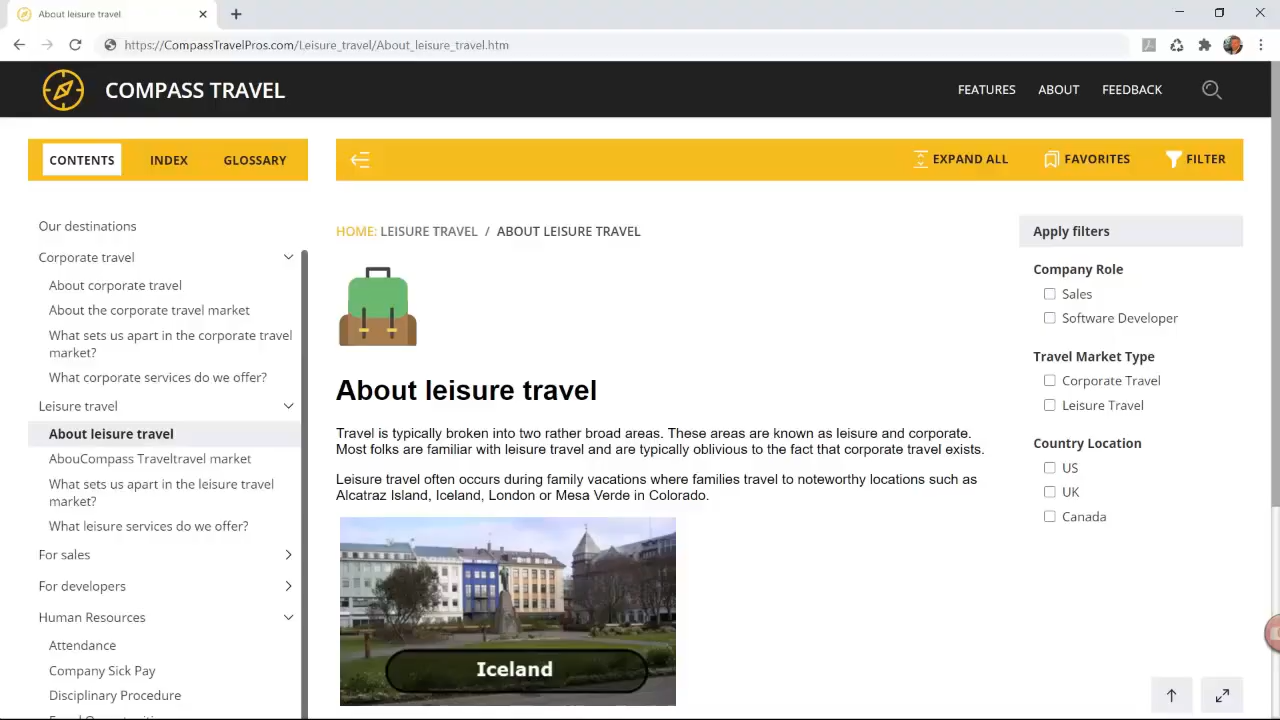 About leisure travel
https://CompassTravelPros.com/Leisure_travel/About_leisure_travel.htm
COMPASS TRAVEL
FEATURES ABOUT FEEDBACK
CONTENTS INDEX GLOSSARY
EXPAND ALL FAVORITES FILTER
Our destinations
Corporate travel
About corporate travel
About the corporate travel market
What sets us apart in the corporate travel
market?
What corporate services do we offer?
Leisure travel
About leisure travel
AbouCompass Traveltravel market
What sets us apart in the leisure travel
market?
What leisure services do we offer?
For sales
For developers
Human Resources
Attendance
Company Sick Pay
Disciplinary Procedure
HOME: LEISURE TRAVEL / ABOUT LEISURE TRAVEL
About leisure travel
Travel is typically broken into two rather broad areas. These areas are known as leisure and corporate.
Most folks are familiar with leisure travel and are typically oblivious to the fact that corporate travel exists.
Leisure travel often occurs during family vacations where families travel to noteworthy locations such as
Alcatraz Island, Iceland, London or Mesa Verde in Colorado.
Iceland
Apply filters
Company Role
Sales
Software Developer
Travel Market Type
Corporate Travel
Leisure Travel
Country Location
US
UK
Canada